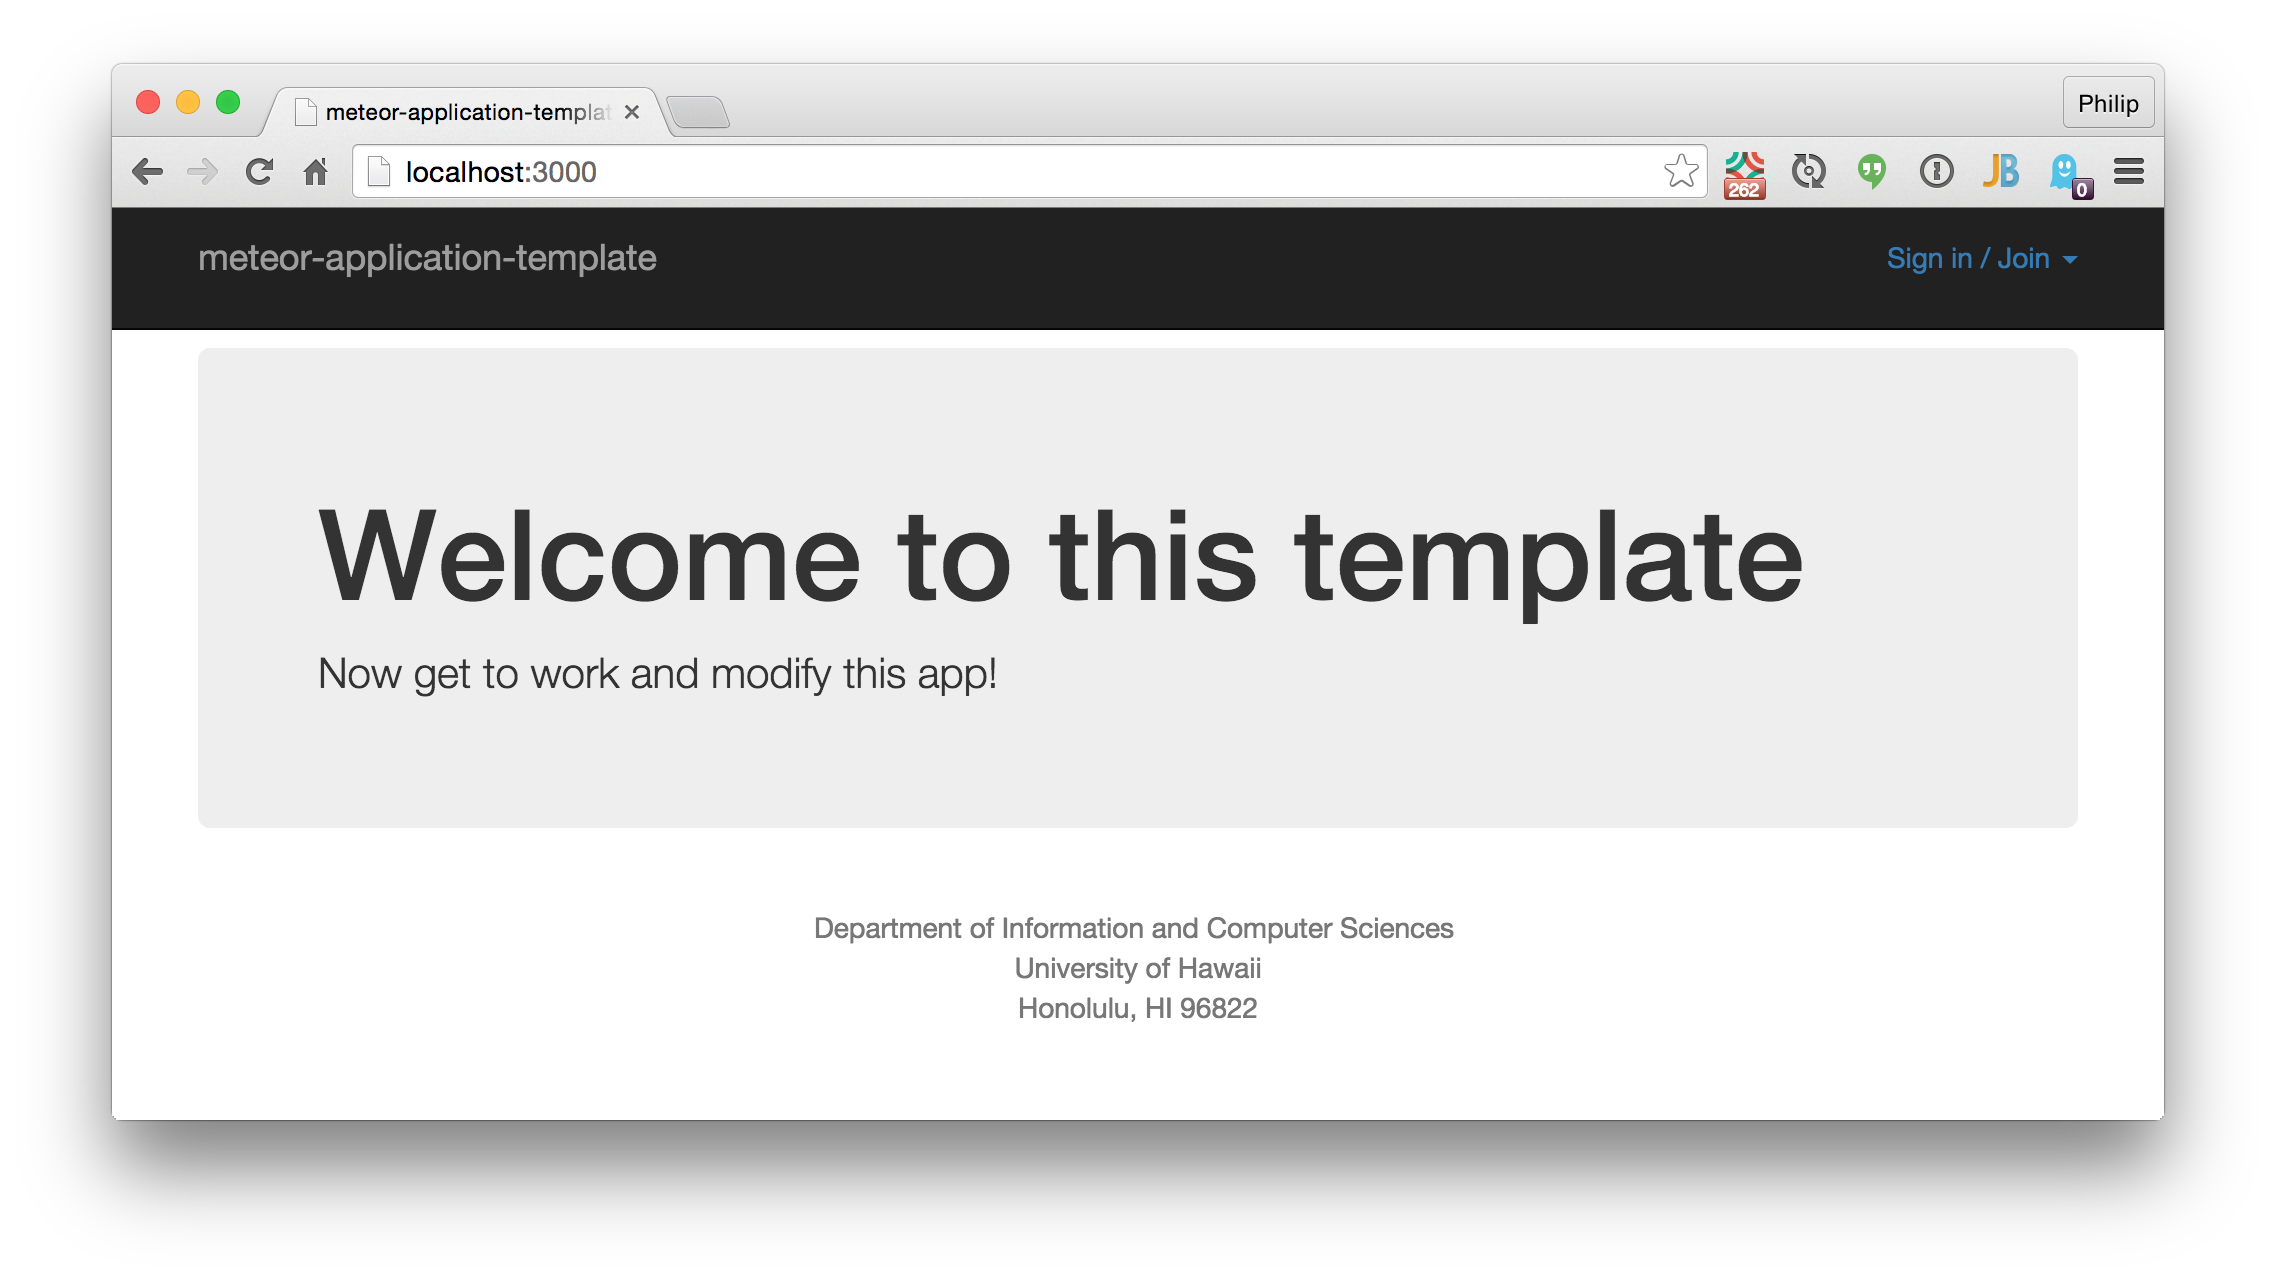 meteor-application-templat
Philip
localhost:3000
262
JB
0
meteor-application-template
Sign in / Join
Welcome to this template
Now get to work and modify this app!
Department of Information and Computer Sciences
University of Hawaii
Honolulu, HI 96822